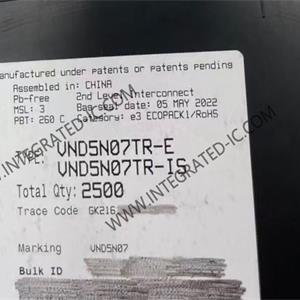 Manufactured under patents or patents pending
Assembled in: CHINA
Pb-free 2nd Level Interconnect
MSL: 3 Bag seal date: 05 MAY 2022
PBT: 260 C Category: e3 ECOPACK1/RoHS
TYPE: VND5N07TR-E
VND5N07TR-IS
Total Qty: 2500
Trace Code GK216
Marking VND5N07
Bulk ID
WWW.INTEGRATED-IC.COM
WWW.INTEGRATED-IC.COM